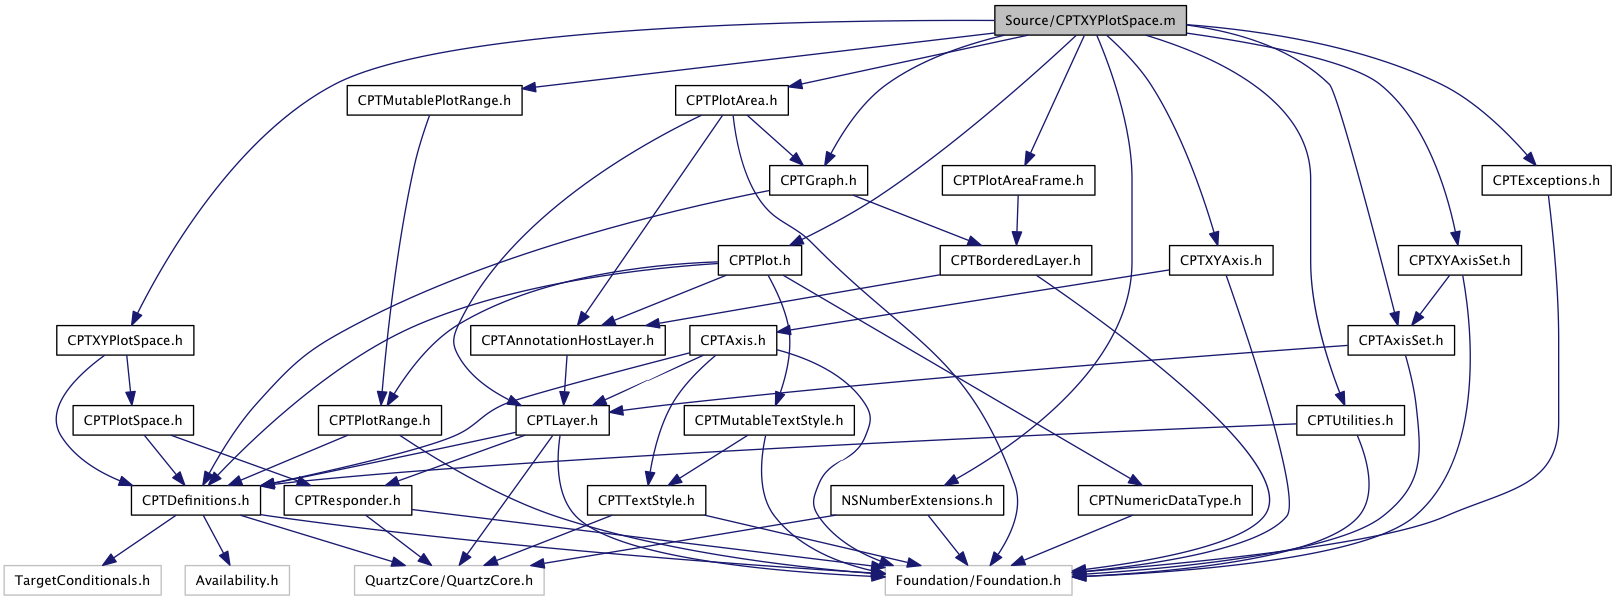 Source/CPTXYPlotSpace.m
CPTMutablePlotRange.h
CPTPlotArea.h
CPTGraph.h
CPTPlotAreaFrame.h
CPTExceptions.h
CPTPlot.h
CPTBorderedLayer.h
CPTXYAxis.h
CPTXYAxisSet.h
CPTXYPlotSpace.h
CPTAnnotationHostLayer.h
CPTAxis.h
CPTAxisSet.h
CPTPlotSpace.h
CPTPlotRange.h
CPTLayer.h
CPTMutableTextStyle.h
CPTUtilities.h
CPTDefinitions.h
CPTResponder.h
CPTTextStyle.h
NSNumberExtensions.h
CPTNumericDataType.h
TargetConditionals.h
Availability.h
QuartzCore/QuartzCore.h
Foundation/Foundation.h